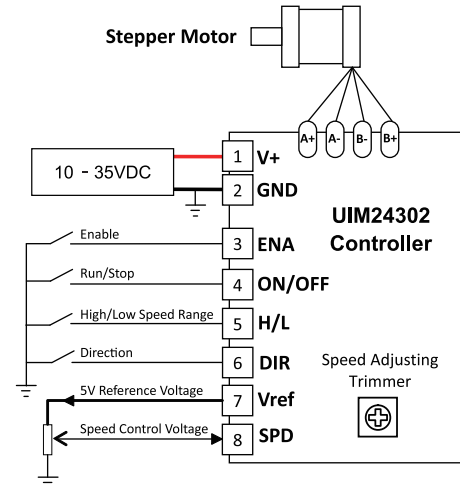 Stepper Motor
A+ A- B- B+
10 - 35VDC
1 V+
2 GND
UIM24302
Controller
Enable
3 ENA
Run/Stop
4 ON/OFF
High/Low Speed Range
5 H/L
Direction
6 DIR
Speed Adjusting
Trimmer
5V Reference Voltage
7 Vref
Speed Control Voltage
8 SPD